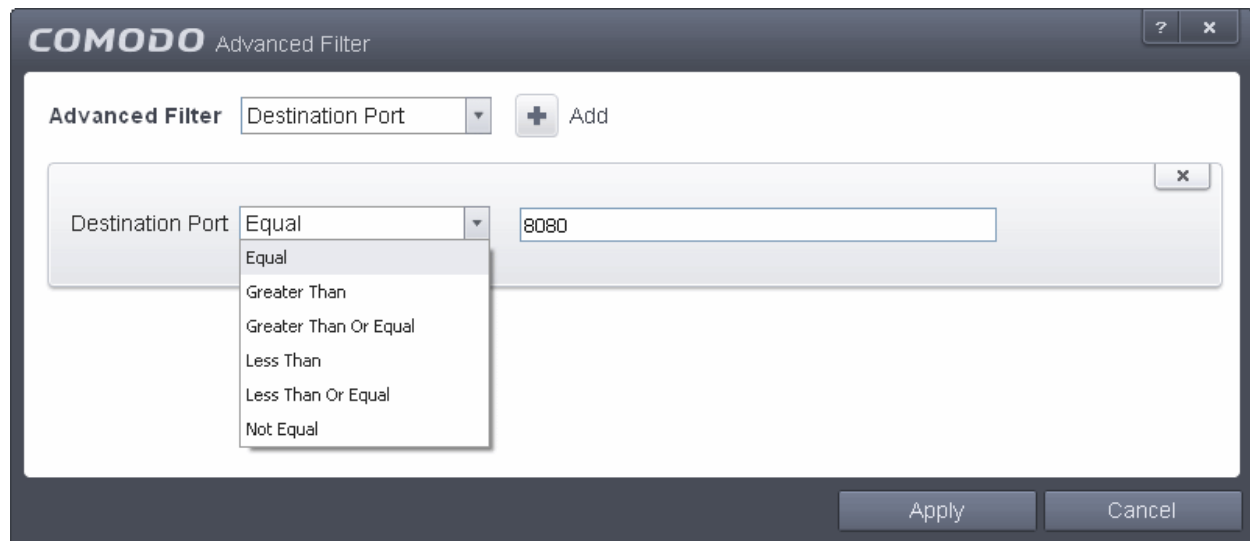 COMODO Advanced Filter ? ×
Advanced Filter Destination Port + Add
×
Destination Port Equal 8080
Equal
Greater Than
Greater Than Or Equal
Less Than
Less Than Or Equal
Not Equal
Apply Cancel